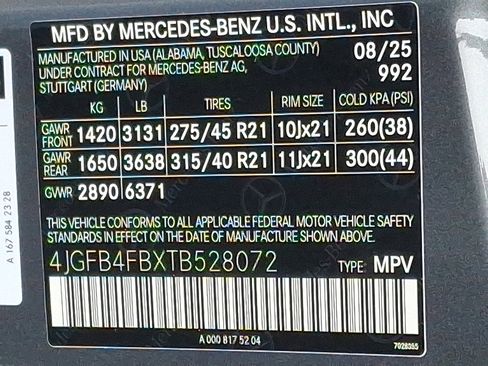 MFD BY MERCEDES-BENZ U.S. INTL., INC
MANUFACTURED IN USA (ALABAMA, TUSCALOOSA COUNTY) 08/25
UNDER CONTRACT FOR MERCEDES-BENZ AG, 992
STUTTGART (GERMANY)
KG LB TIRES RIM SIZE COLD KPA (PSI)
GAWR FRONT 1420 3131 275/45 R21 10Jx21 260(38)
GAWR REAR 1650 3638 315/40 R21 11Jx21 300(44)
GVWR 2890 6371
THIS VEHICLE CONFORMS TO ALL APPLICABLE FEDERAL MOTOR VEHICLE SAFETY
STANDARDS IN EFFECT ON THE DATE OF MANUFACTURE SHOWN ABOVE.
4JGFB4FBXTB528072 TYPE: MPV
A 000 817 52 04
7028355
A 167 584 23 28